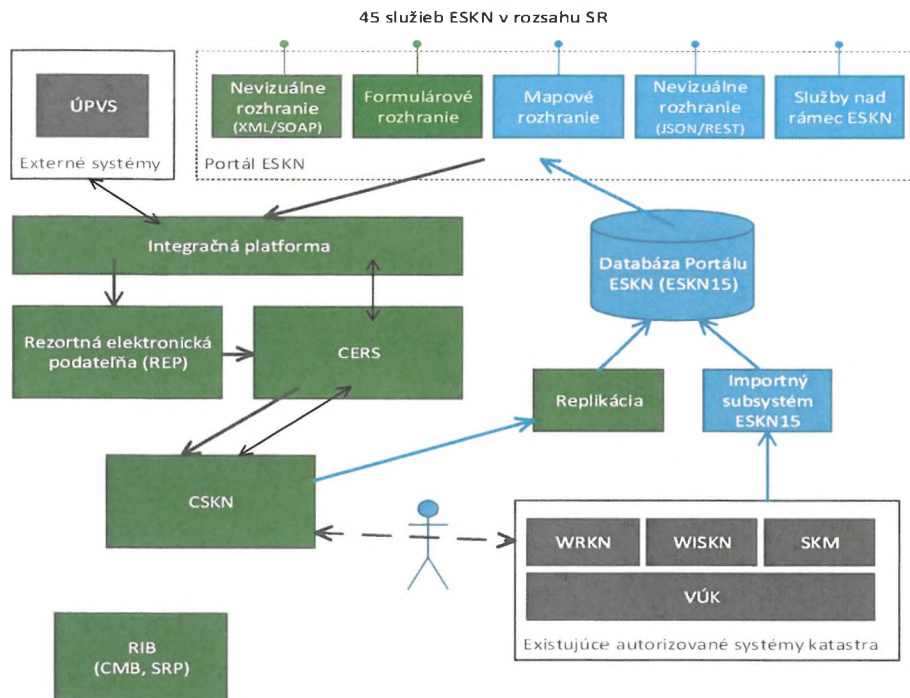 45 služieb ESKN v rozsahu SR
ÚPVS
Externé systémy
Nevizuálne
rozhranie
(XML/SOAP)
Formulárové
rozhranie
Mapové
rozhranie
Nevizuálne
rozhranie
(JSON/REST)
Služby nad
rámec ESKN
Portál ESKN
Integračná platforma
Databáza Portálu
ESKN (ESKN15)
Rezortná elektronická
podateľňa (REP)
CERS
Replikácia
Importný
subsystém
ESKN15
CSKN
WRKN
WISKN
SKM
VÚK
Existujúce autorizované systémy katastra
RIB
(CMB, SRP)